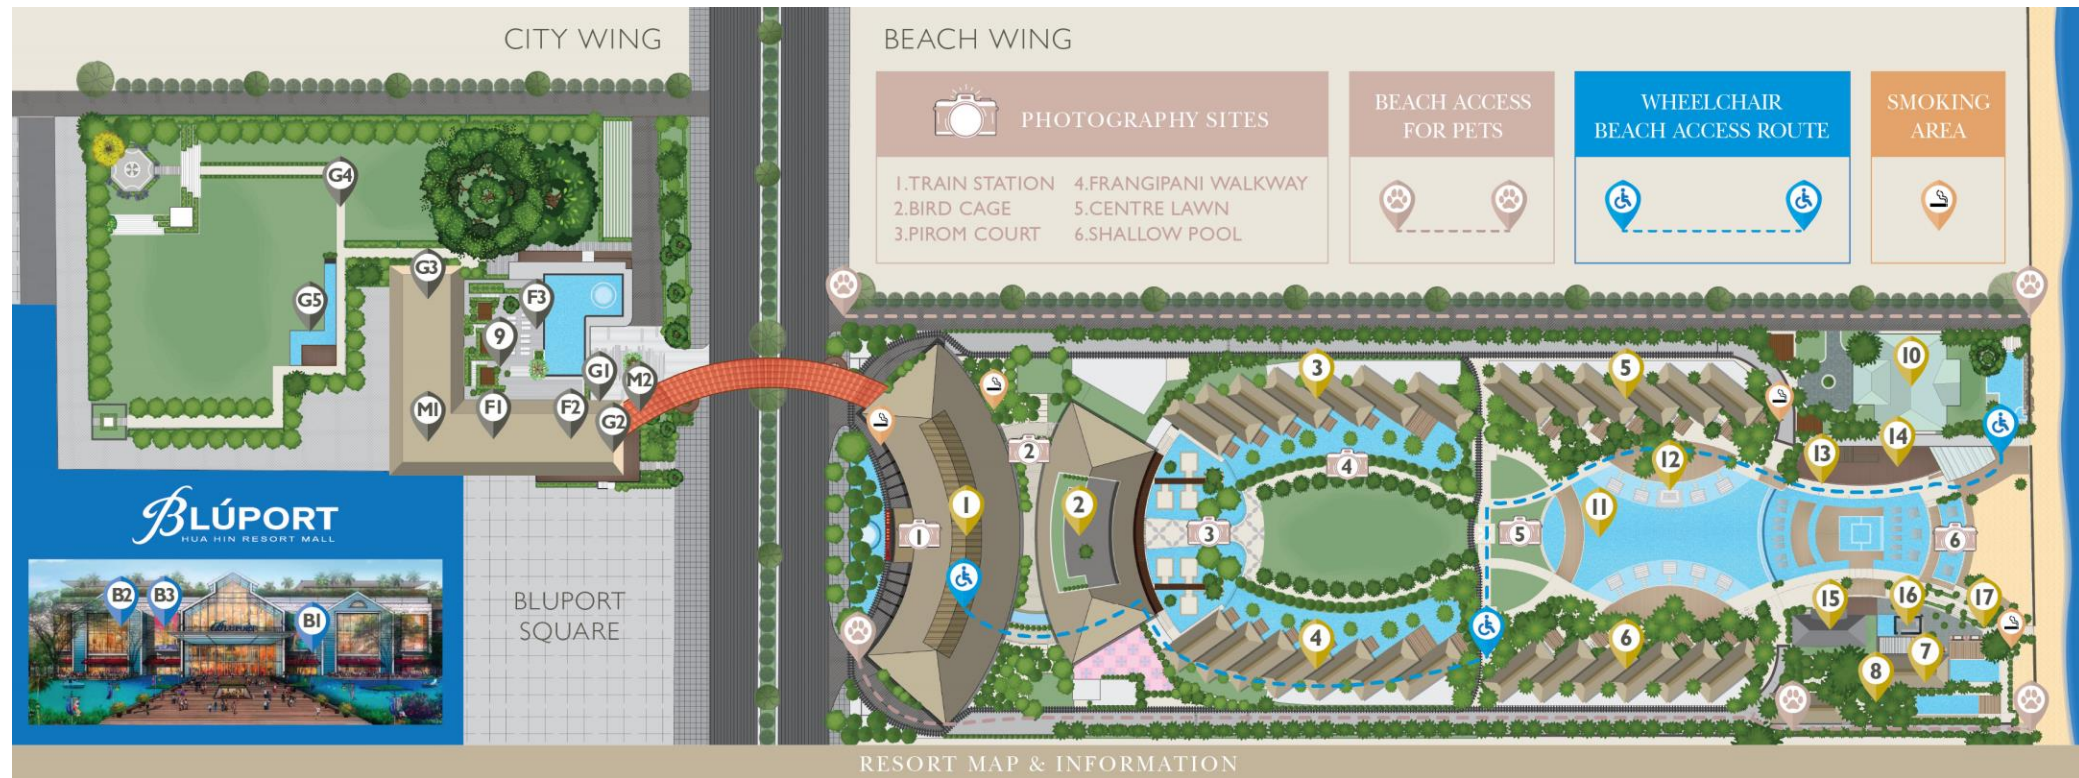 CITY WING
BEACH WING
PHOTOGRAPHY SITES
1.TRAIN STATION
2.BIRD CAGE
3.PIROM COURT
4.FRANGIPANI WALKWAY
5.CENTRE LAWN
6.SHALLOW POOL
BEACH ACCESS
FOR PETS
WHEELCHAIR
BEACH ACCESS ROUTE
SMOKING
AREA
G4
G3
G5
F3
9
G1
M2
M1
F1
F2
G2
BLÚPORT
HUA HIN RESORT MALL
B2
B3
B1
BLUPORT
BLUPORT
SQUARE
1
1
2
2
3
3
4
4
5
5
6
6
7
8
10
11
12
13
14
15
16
17
RESORT MAP & INFORMATION